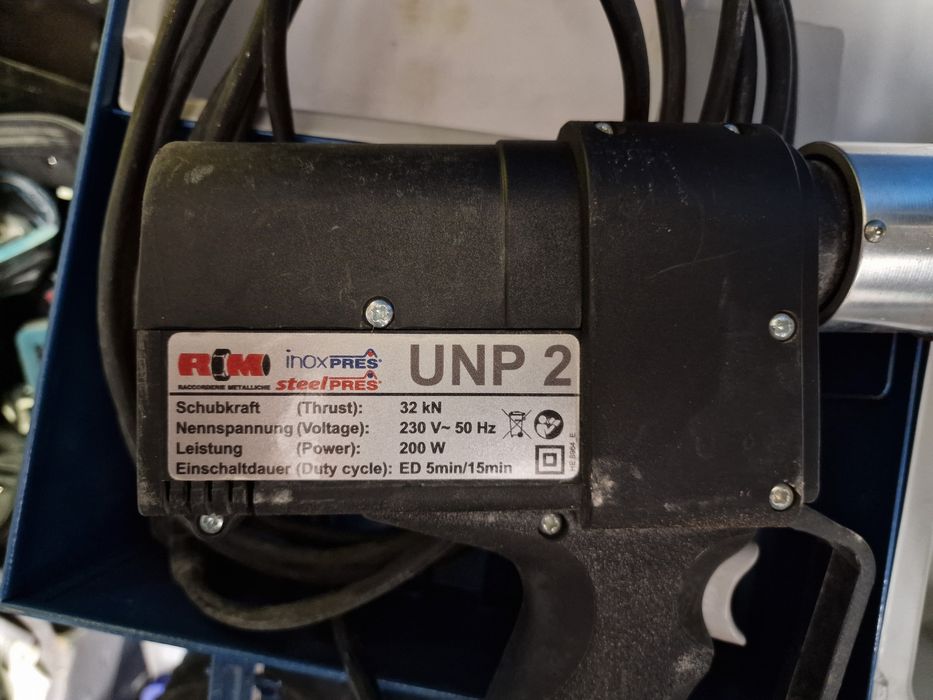 RM inoxPRES® UNP 2
RACCORDERIE METALLICHE steelPRES®
Schubkraft (Thrust): 32 kN
Nennspannung (Voltage): 230 V~ 50 Hz
Leistung (Power): 200 W
Einschaltdauer (Duty cycle): ED 5min/15min